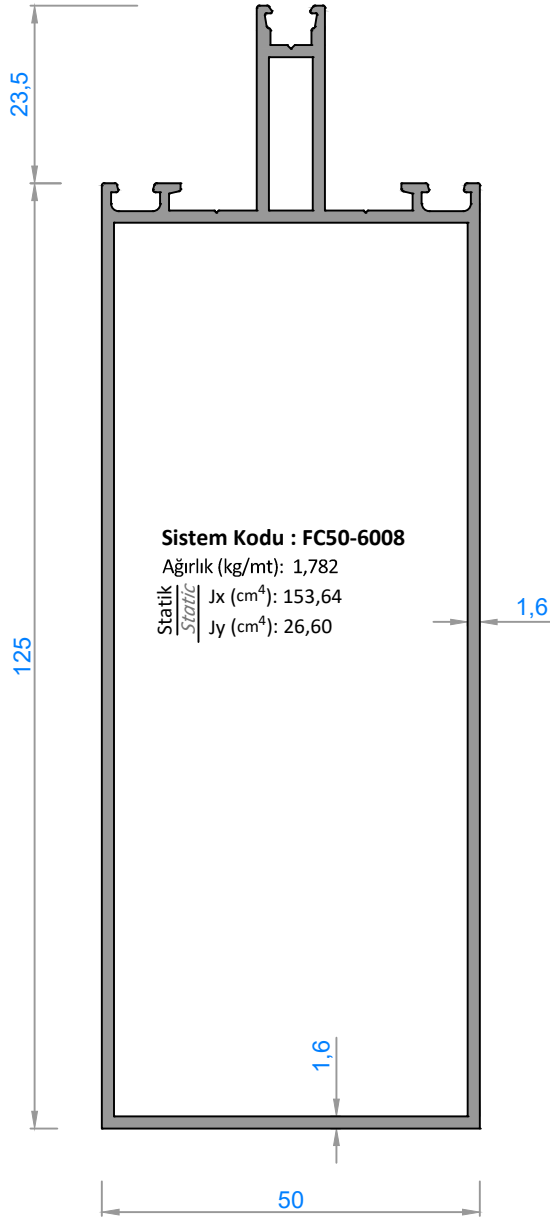 23,5
Sistem Kodu : FC50-6008
Ağırlık (kg/mt): 1,782
Statik
Static
Jx (cm⁴): 153,64
Jy (cm⁴): 26,60
1,6
125
1,6
50